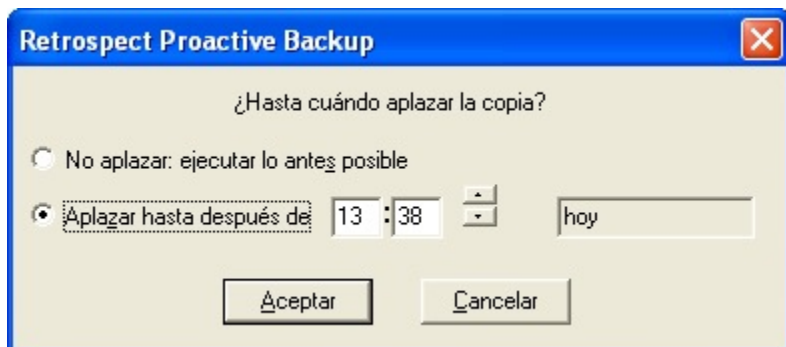 Retrospect Proactive Backup
¿Hasta cuándo aplazar la copia?
No aplazar: ejecutar lo antes posible
Aplazar hasta después de 13:38 hoy
Aceptar Cancelar